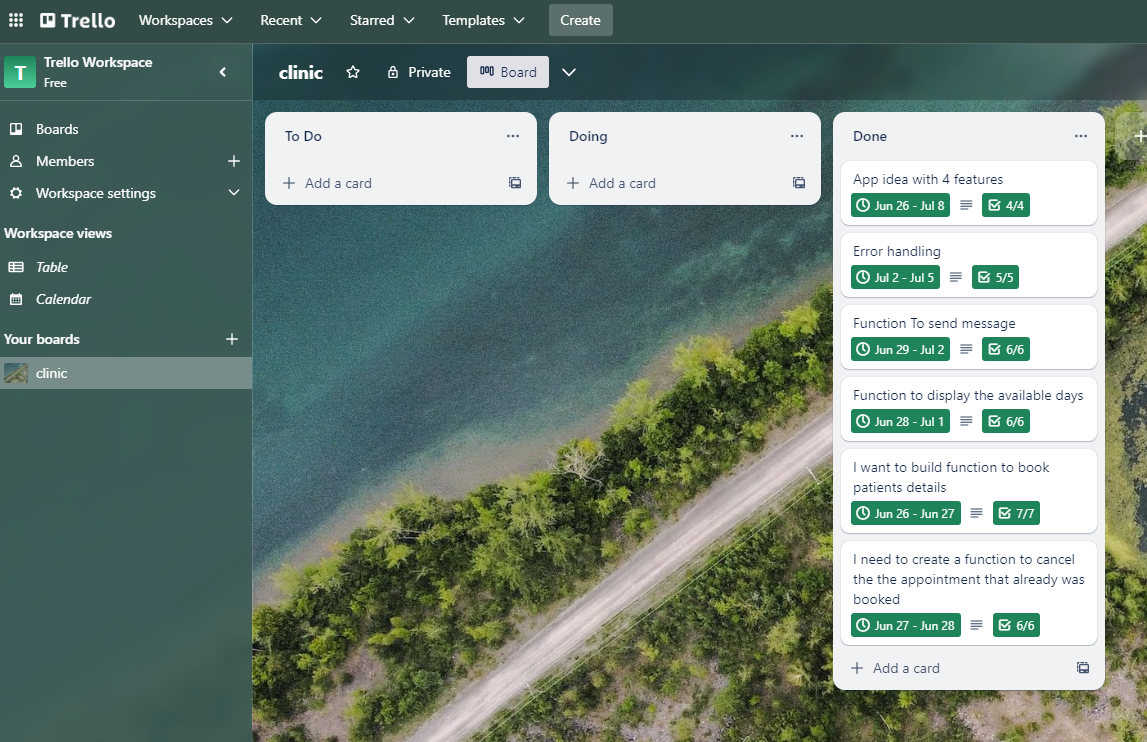 Trello
Workspaces
Recent
Starred
Templates
Create
T
Trello Workspace
Free
Boards
Members
Workspace settings
Workspace views
Table
Calendar
Your boards
clinic
clinic
Private
Board
To Do
Add a card
Doing
Add a card
Done
App idea with 4 features
Jun 26 - Jul 8
4/4
Error handling
Jul 2 - Jul 5
5/5
Function To send message
Jun 29 - Jul 2
6/6
Function to display the available days
Jun 28 - Jul 1
6/6
I want to build function to book
patients details
Jun 26 - Jun 27
7/7
I need to create a function to cancel
the the appointment that already was
booked
Jun 27 - Jun 28
6/6
Add a card